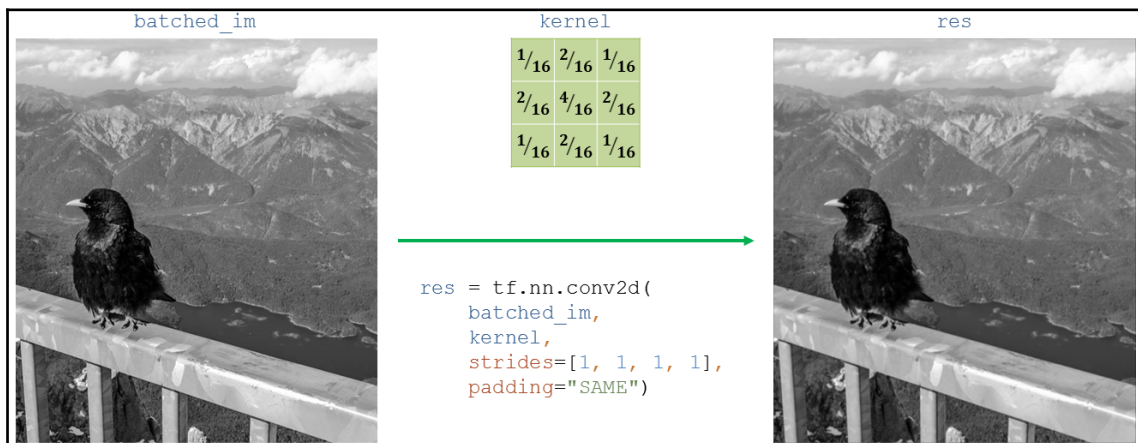 batched_im kernel res
1/16 2/16 1/16
2/16 4/16 2/16
1/16 2/16 1/16
res = tf.nn.conv2d(
batched_im,
kernel,
strides=[1, 1, 1, 1],
padding="SAME")